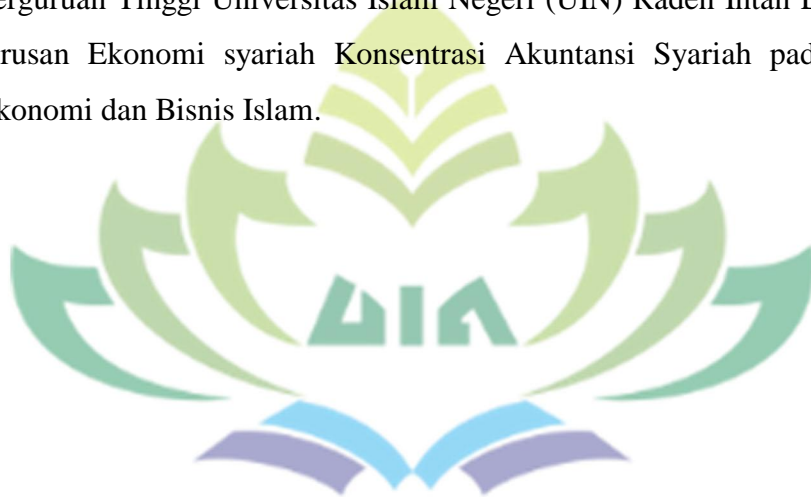 erguruan Tinggi Universitas Islam Negeri (UIN) Raden Intan
rusan Ekonomi syariah Konsentrasi Akuntansi Syariah pad
konomi dan Bisnis Islam.
UIN